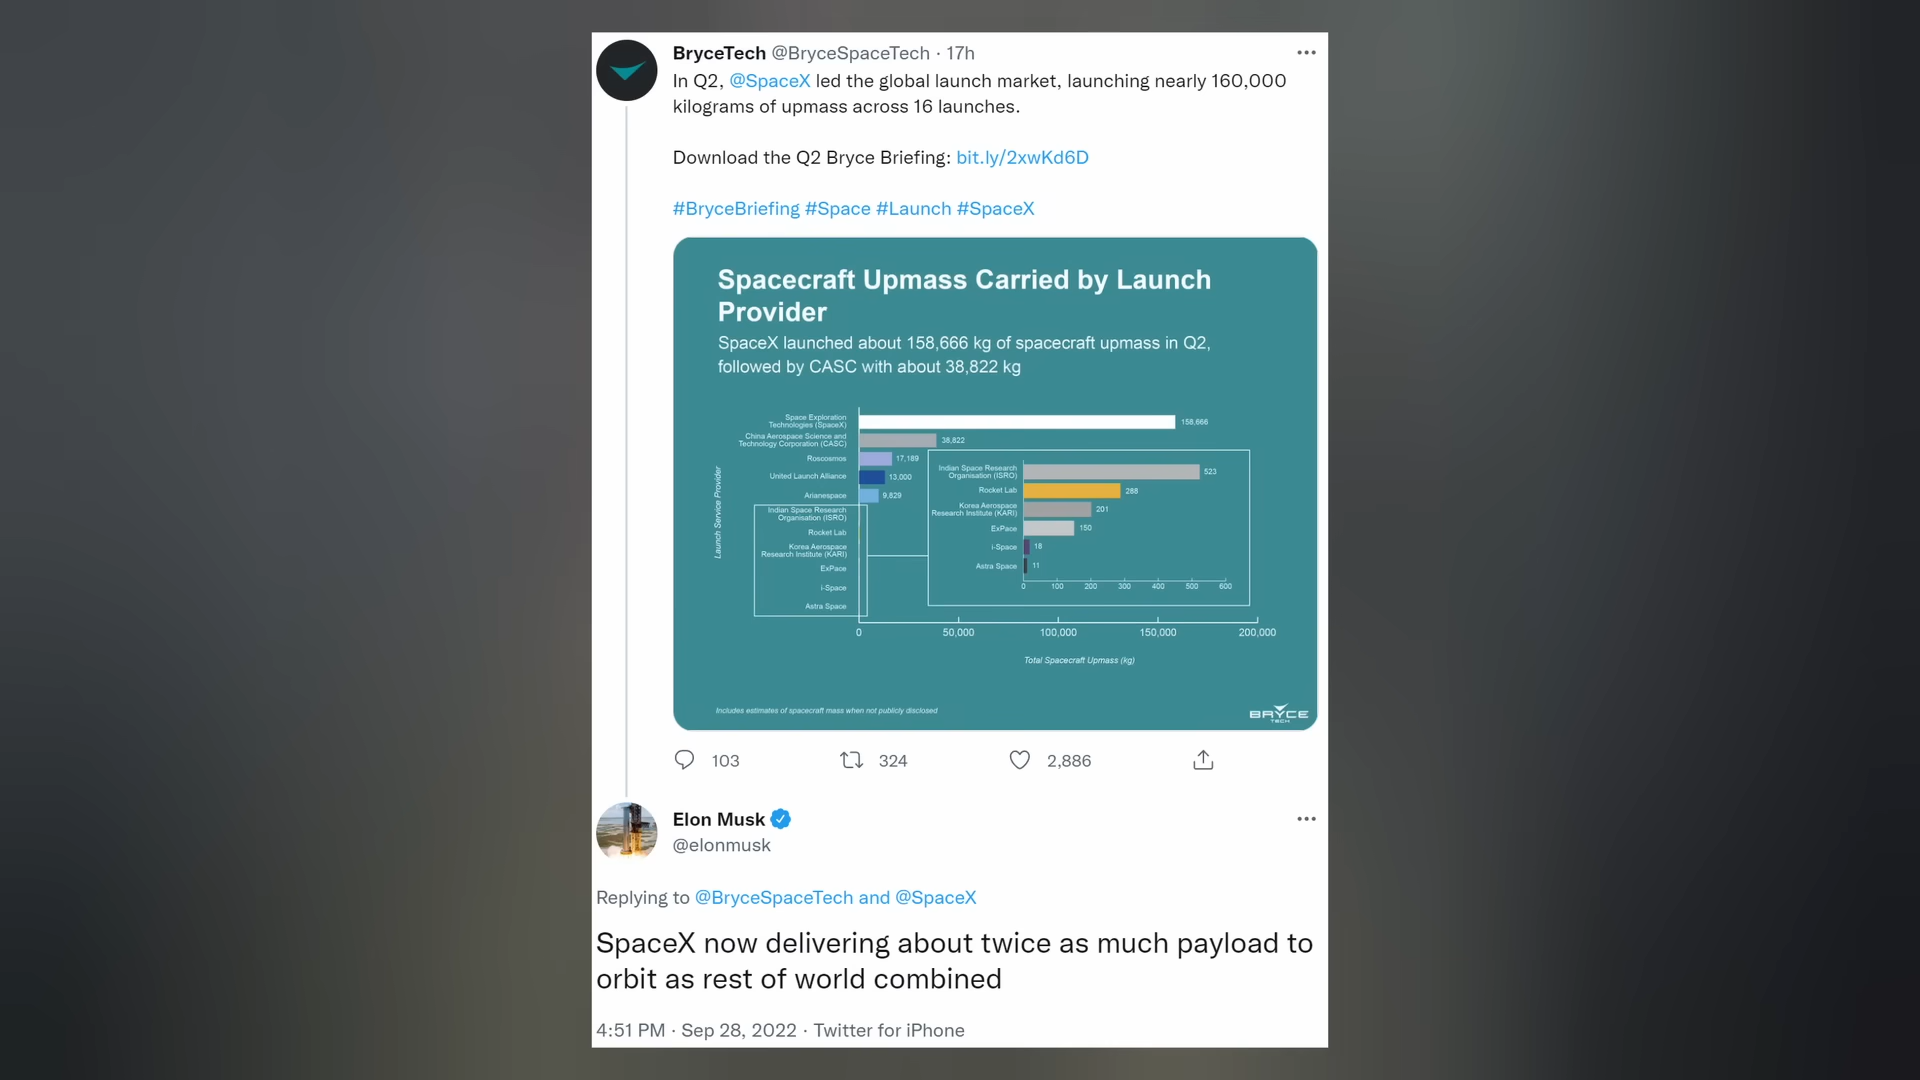 BryceTech @BryceSpaceTech · 17h
In Q2, @SpaceX led the global launch market, launching nearly 160,000
kilograms of upmass across 16 launches.
Download the Q2 Bryce Briefing: bit.ly/2xwKd6D
#BryceBriefing #Space #Launch #SpaceX
Spacecraft Upmass Carried by Launch
Provider
SpaceX launched about 158,666 kg of spacecraft upmass in Q2,
followed by CASC with about 38,822 kg
Launch Service Provider
Space Exploration
Technologies (SpaceX)
158,666
China Aerospace Science and
Technology Corporation (CASC)
38,822
Roscosmos
17,189
United Launch Alliance
13,000
Arianespace
9,829
Indian Space Research
Organisation (ISRO)
Rocket Lab
Korea Aerospace
Research Institute (KARI)
ExPace
i-Space
Astra Space
Indian Space Research
Organisation (ISRO)
523
Rocket Lab
288
Korea Aerospace
Research Institute (KARI)
201
ExPace
150
i-Space
18
Astra Space
11
0 100 200 300 400 500 600
0 50,000 100,000 150,000 200,000
Total Spacecraft Upmass (kg)
Includes estimates of spacecraft mass when not publicly disclosed
BRYCE
TECH
103 324 2,886
Elon Musk
@elonmusk
Replying to @BryceSpaceTech and @SpaceX
SpaceX now delivering about twice as much payload to
orbit as rest of world combined
4:51 PM · Sep 28, 2022 · Twitter for iPhone